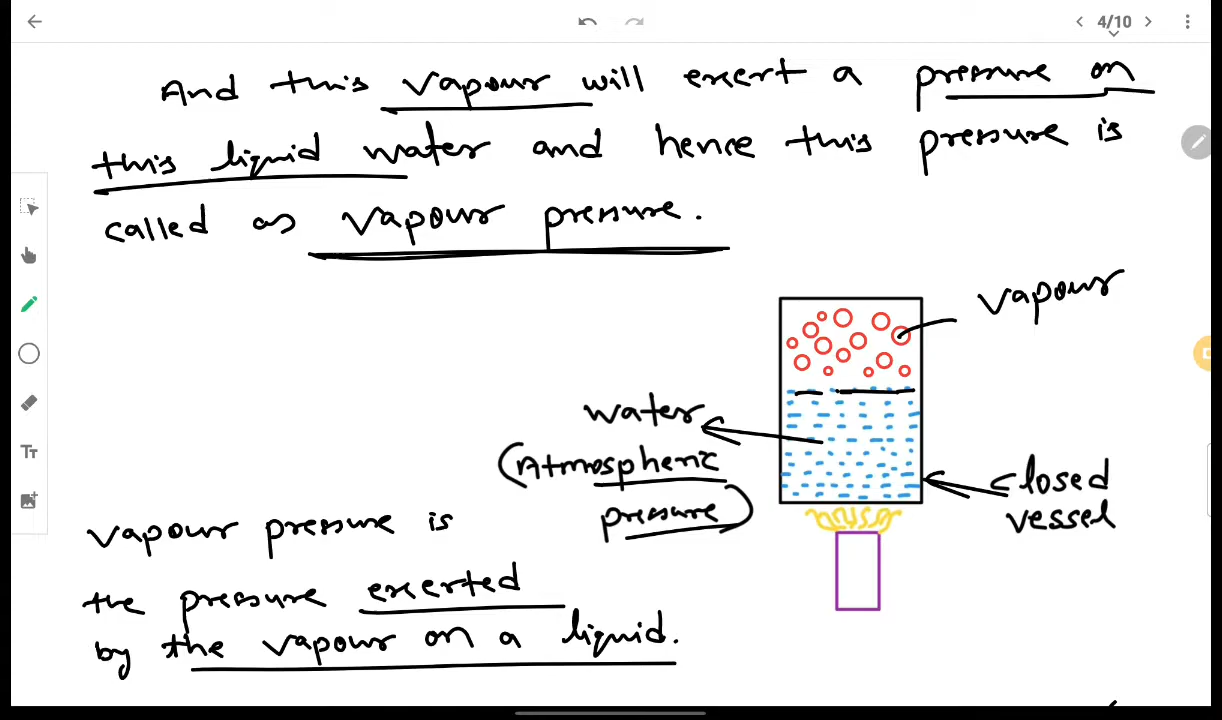 4/10
And this vapour will exert a pressure on
this liquid water and hence this pressure is
called as vapour pressure.
vapour
water
(Atmospheric
pressure)
closed
vessel
Tт
vapour pressure is
the pressure exerted
by the vapour on a liquid.